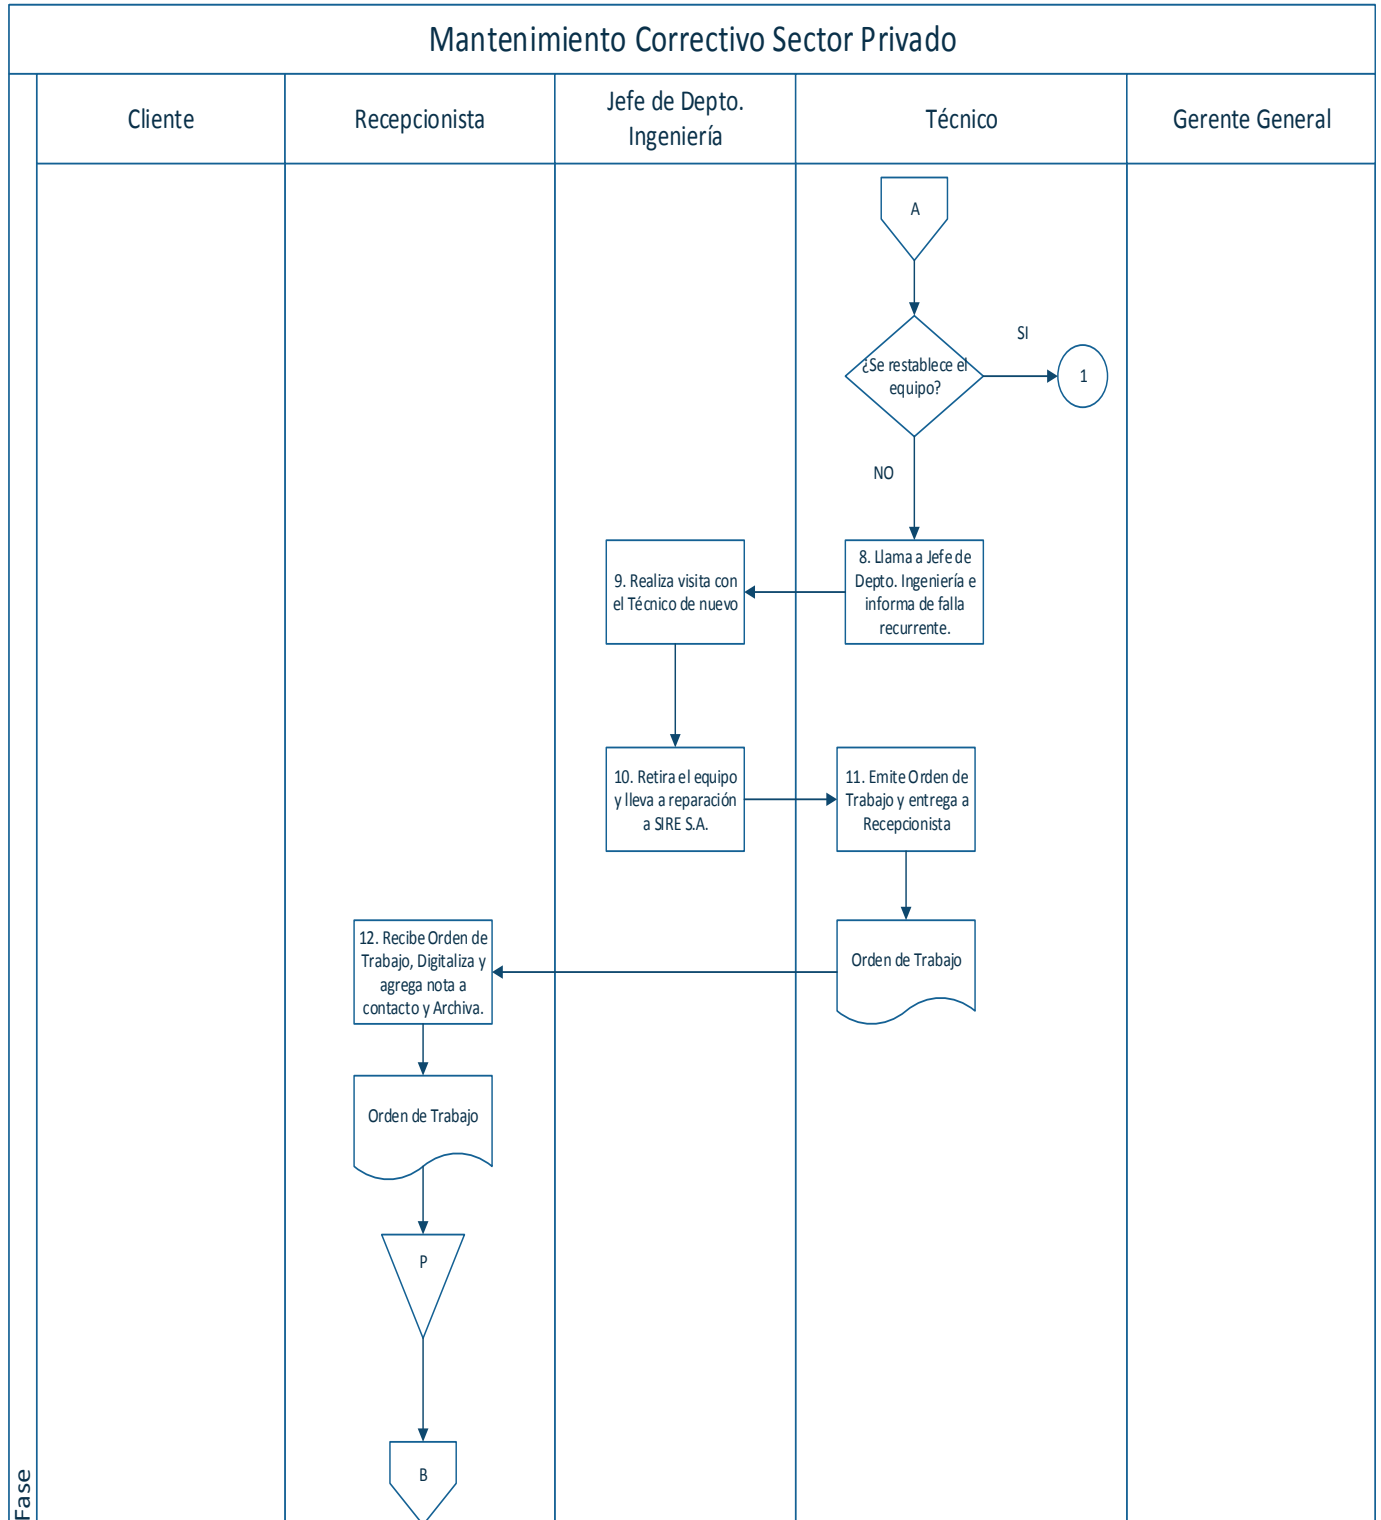 Mantenimiento Correctivo Sector Privado
Cliente
Recepcionista
Jefe de Depto.
Ingeniería
Técnico
Gerente General
A
¿Se restablece el
equipo?
SI
1
NO
8. Llama a Jefe de
Depto. Ingeniería e
informa de falla
recurrente.
9. Realiza visita con
el Técnico de nuevo
10. Retira el equipo
y lleva a reparación
a SIRE S.A.
11. Emite Orden de
Trabajo y entrega a
Recepcionista
Orden de Trabajo
12. Recibe Orden de
Trabajo, Digitaliza y
agrega nota a
contacto y Archiva.
Orden de Trabajo
P
B
Fase